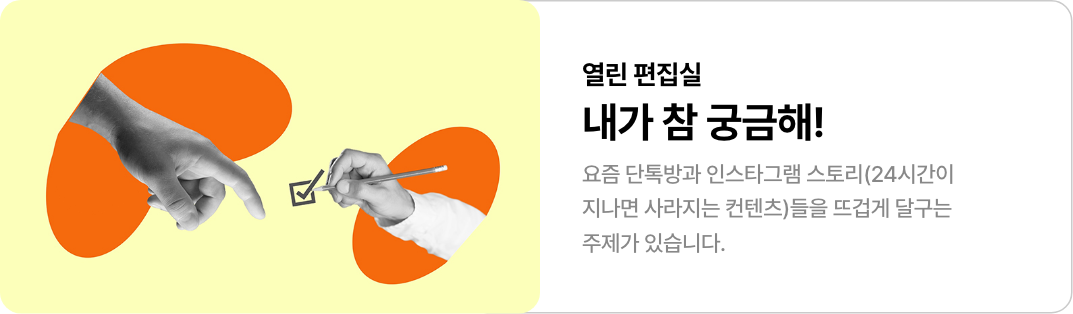 열린 편집실
내가 참 궁금해!
요즘 단톡방과 인스타그램 스토리(24시간이
지나면 사라지는 컨텐츠)들을 뜨겁게 달구는
주제가 있습니다.